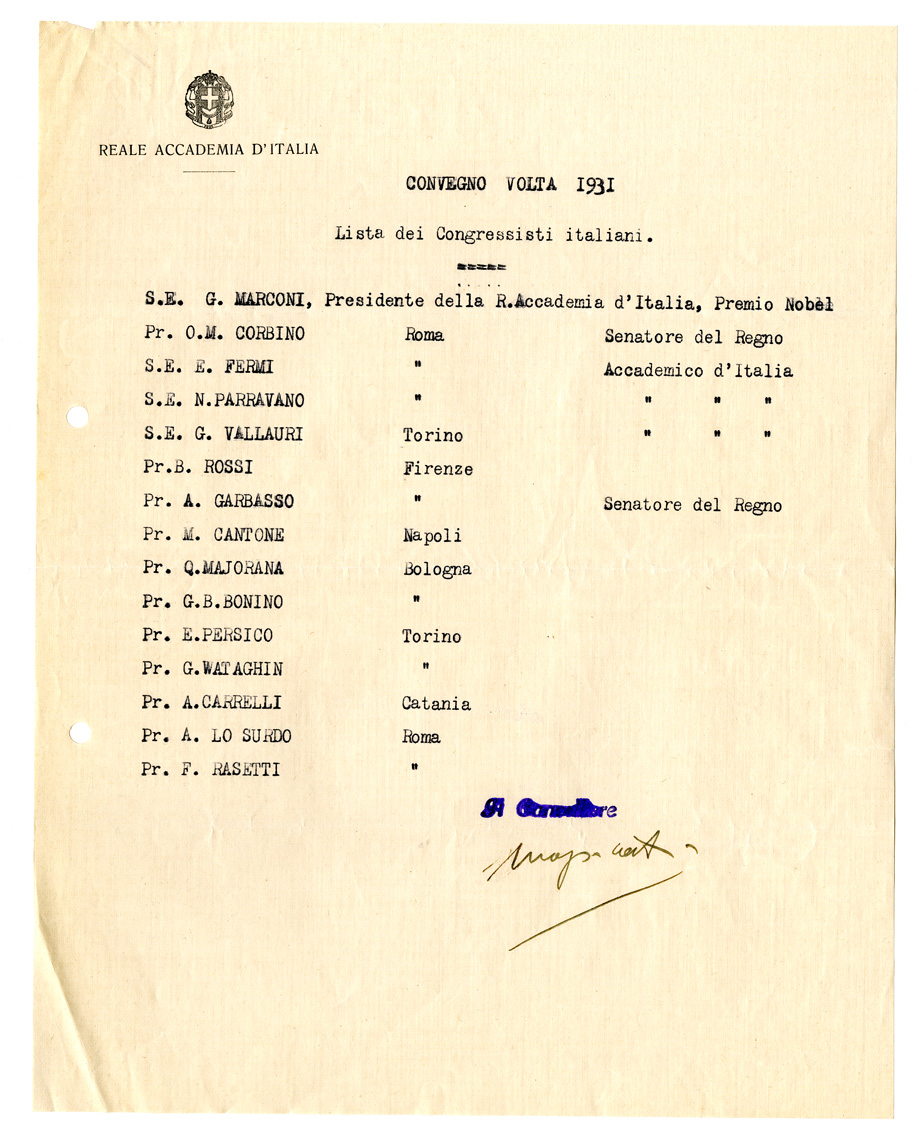 REALE ACCADEMIA D'ITALIA
CONVEGNO VOLTA 1931
Lista dei Congressisti italiani.
=====
.....
S.E. G. MARCONI, Presidente della R.Accademia d'Italia, Premio Nobèl
Pr. O.M. CORBINO Roma Senatore del Regno
S.E. E. FERMI " Accademico d'Italia
S.E. N.PARRAVANO " " " "
S.E. G. VALLAURI Torino " " "
Pr.B. ROSSI Firenze
Pr. A. GARBASSO " Senatore del Regno
Pr. M. CANTONE Napoli
Pr. Q.MAJORANA Bologna
Pr. G.B.BONINO "
Pr. E.PERSICO Torino
Pr. G.WATAGHIN "
Pr. A.CARRELLI Catania
Pr. A. LO SURDO Roma
Pr. F. RASETTI "